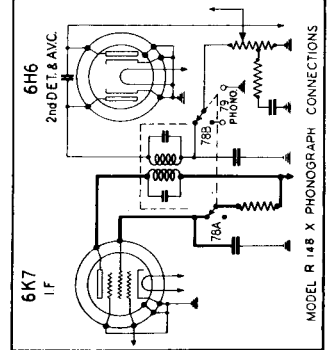 6H6
2nd DET. & A.V.C.
6K7
I.F
78B
79
PHONO.
78A
MODEL R 148 X PHONOGRAPH CONNECTIONS